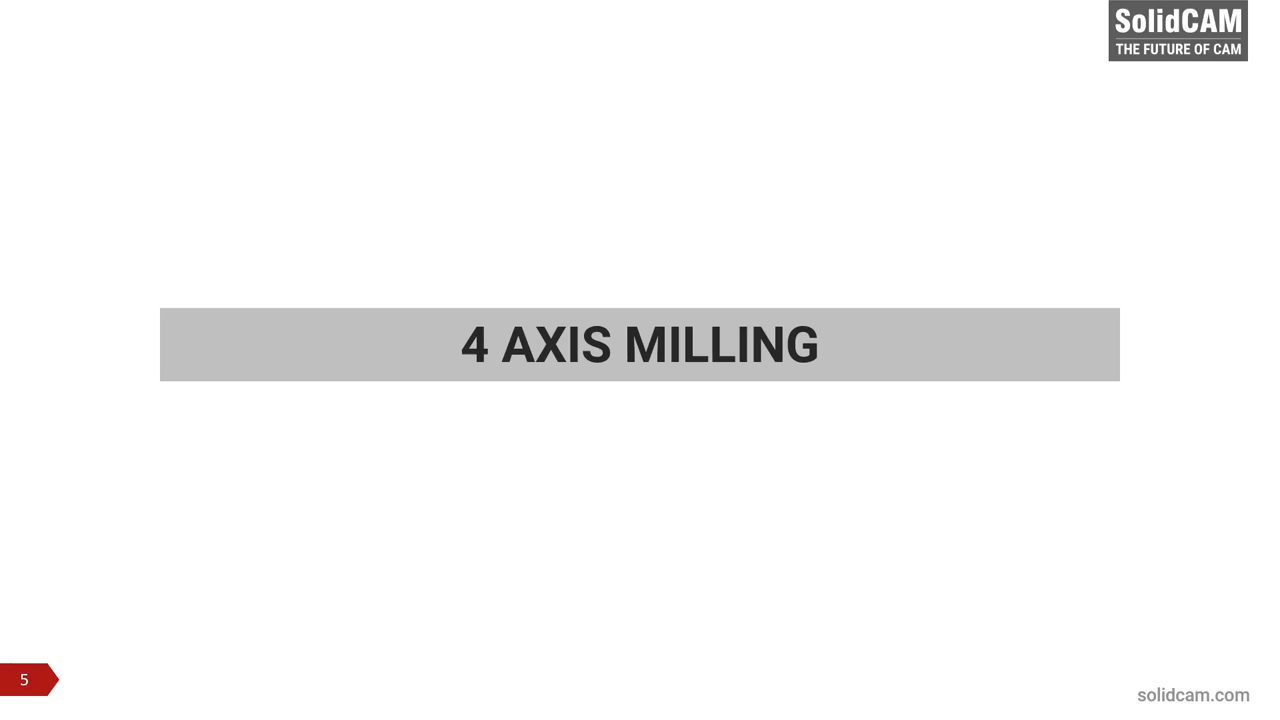 SolidCAM
THE FUTURE OF CAM
4 AXIS MILLING
5
solidcam.com